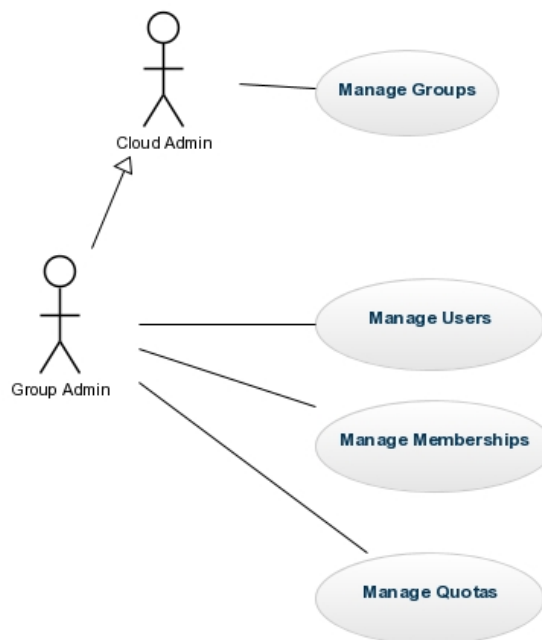 Manage Groups
Cloud Admin
Manage Users
Group Admin
Manage Memberships
Manage Quotas